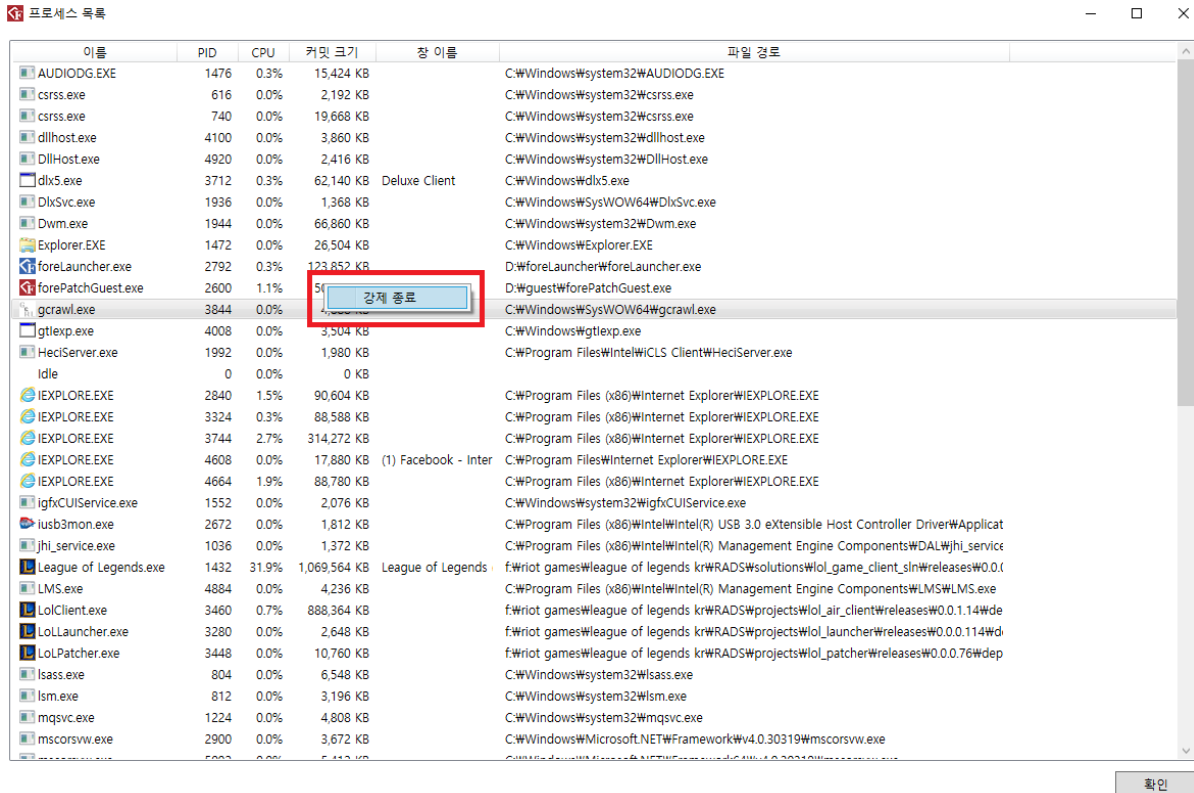 프로세스 목록
이름 PID CPU 커밋 크기 창 이름 파일 경로
AUDIODG.EXE 1476 0.3% 15,424 KB C:₩Windows₩system32₩AUDIODG.EXE
csrss.exe 616 0.0% 2,192 KB C:₩Windows₩system32₩csrss.exe
csrss.exe 740 0.0% 19,668 KB C:₩Windows₩system32₩csrss.exe
dllhost.exe 4100 0.0% 3,860 KB C:₩Windows₩system32₩dllhost.exe
DllHost.exe 4920 0.0% 2,416 KB C:₩Windows₩system32₩DllHost.exe
dlx5.exe 3712 0.3% 62,140 KB Deluxe Client C:₩Windows₩dlx5.exe
DlxSvc.exe 1936 0.0% 1,368 KB C:₩Windows₩SysWOW64₩DlxSvc.exe
Dwm.exe 1944 0.0% 66,860 KB C:₩Windows₩system32₩Dwm.exe
Explorer.EXE 1472 0.0% 26,504 KB C:₩Windows₩Explorer.EXE
foreLauncher.exe 2792 0.3% 123,852 KB D:₩foreLauncher₩foreLauncher.exe
forePatchGuest.exe 2600 1.1% D:₩guest₩forePatchGuest.exe
강제 종료
gcrawl.exe 3844 0.0% C:₩Windows₩SysWOW64₩gcrawl.exe
gtlexp.exe 4008 0.0% 3,504 KB C:₩Windows₩gtlexp.exe
HeciServer.exe 1992 0.0% 1,980 KB C:₩Program Files₩Intel₩iCLS Client₩HeciServer.exe
Idle 0 0.0% 0 KB
IEXPLORE.EXE 2840 1.5% 90,604 KB C:₩Program Files (x86)₩Internet Explorer₩IEXPLORE.EXE
IEXPLORE.EXE 3324 0.3% 88,588 KB C:₩Program Files (x86)₩Internet Explorer₩IEXPLORE.EXE
IEXPLORE.EXE 3744 2.7% 314,272 KB C:₩Program Files (x86)₩Internet Explorer₩IEXPLORE.EXE
IEXPLORE.EXE 4608 0.0% 17,880 KB (1) Facebook - Inter C:₩Program Files₩Internet Explorer₩IEXPLORE.EXE
IEXPLORE.EXE 4664 1.9% 88,780 KB C:₩Program Files (x86)₩Internet Explorer₩IEXPLORE.EXE
igfxCUIService.exe 1552 0.0% 2,076 KB C:₩Windows₩system32₩igfxCUIService.exe
iusb3mon.exe 2672 0.0% 1,812 KB C:₩Program Files (x86)₩Intel₩Intel(R) USB 3.0 eXtensible Host Controller Driver₩Applicat
jhi_service.exe 1036 0.0% 1,372 KB C:₩Program Files (x86)₩Intel₩Intel(R) Management Engine Components₩DAL₩jhi_service
League of Legends.exe 1432 31.9% 1,069,564 KB League of Legends f:₩riot games₩league of legends kr₩RADS₩solutions₩lol_game_client_sln₩releases₩0.0.(
LMS.exe 4884 0.0% 4,236 KB C:₩Program Files (x86)₩Intel₩Intel(R) Management Engine Components₩LMS₩LMS.exe
LolClient.exe 3460 0.7% 888,364 KB f:₩riot games₩league of legends kr₩RADS₩projects₩lol_air_client₩releases₩0.0.1.14₩de
LoLLauncher.exe 3280 0.0% 2,648 KB f:₩riot games₩league of legends kr₩RADS₩projects₩lol_launcher₩releases₩0.0.0.114₩d
LoLPatcher.exe 3448 0.0% 10,760 KB f:₩riot games₩league of legends kr₩RADS₩projects₩lol_patcher₩releases₩0.0.0.76₩dep
lsass.exe 804 0.0% 6,548 KB C:₩Windows₩system32₩lsass.exe
lsm.exe 812 0.0% 3,196 KB C:₩Windows₩system32₩lsm.exe
mqsvc.exe 1224 0.0% 4,808 KB C:₩Windows₩system32₩mqsvc.exe
mscorsvw.exe 2900 0.0% 3,672 KB C:₩Windows₩Microsoft.NET₩Framework₩v4.0.30319₩mscorsvw.exe
확인